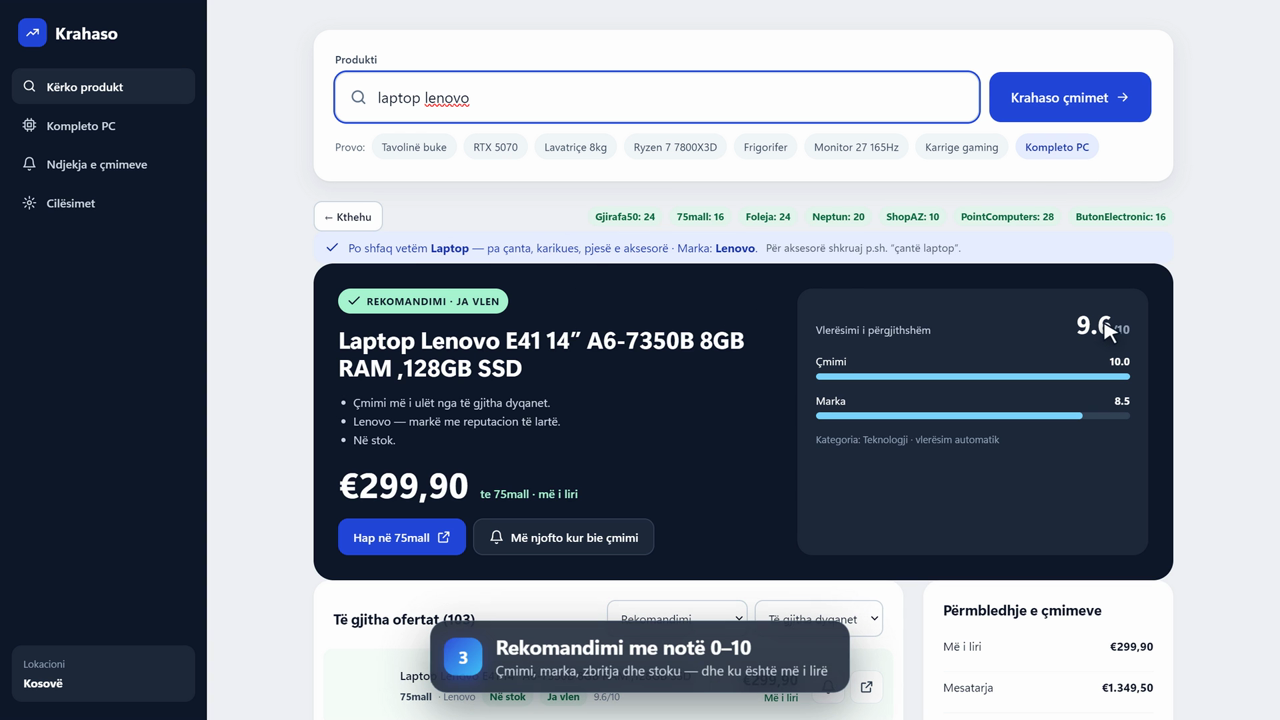 Krahaso
Kërko produkt
Kompleto PC
Ndjekja e çmimeve
Cilësimet
Lokacioni
Kosovë
Produkti
laptop lenovo
Krahaso çmimet →
Provo: Tavolinë buke RTX 5070 Lavatriçe 8kg Ryzen 7 7800X3D Frigorifer Monitor 27 165Hz Karrige gaming Kompleto PC
← Kthehu
Gjirafa50: 24 75mall: 16 Foleja: 24 Neptun: 20 ShopAZ: 10 PointComputers: 28 ButonElectronic: 16
Po shfaq vetëm Laptop — pa çanta, karikues, pjesë e aksesorë · Marka: Lenovo. Për aksesorë shkruaj p.sh. "çantë laptop".
REKOMANDIMI · JA VLEN
Laptop Lenovo E41 14” A6-7350B 8GB
RAM ,128GB SSD
• Çmimi më i ulët nga të gjitha dyqanet.
• Lenovo — markë me reputacion të lartë.
• Në stok.
€299,90 te 75mall · më i liri
Hap në 75mall
Më njofto kur bie çmimi
Vlerësimi i përgjithshëm 9.6/10
Çmimi 10.0
Marka 8.5
Kategoria: Teknologji · vlerësim automatik
Të gjitha ofertat (103)
Rekomandimi
Të gjitha dyqanet
Laptop Lenovo
€299,90
75mall · Lenovo Në stok Ja vlen 9.6/10
Më i liri
3
Rekomandimi me notë 0–10
Çmimi, marka, zbritja dhe stoku — dhe ku është më i lirë
Përmbledhje e çmimeve
Më i liri €299,90
Mesatarja €1.349,50